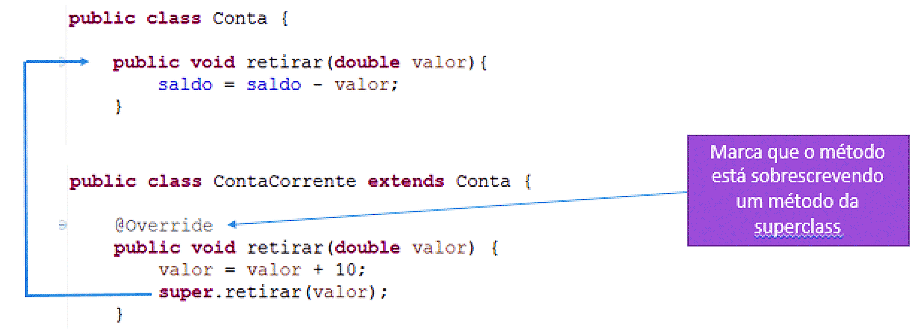 public class Conta {
public void retirar(double valor){
saldo = saldo - valor;
}
public class ContaCorrente extends Conta {
@Override
public void retirar(double valor) {
valor = valor + 10;
super.retirar(valor);
}
Marca que o método
está sobrescrevendo
um método da
superclass